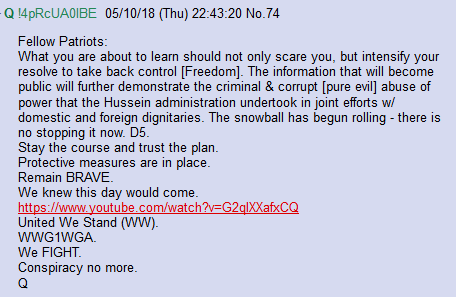 Q !4pRcUA0lBE 05/10/18 (Thu) 22:43:20 No.74
Fellow Patriots:
What you are about to learn should not only scare you, but intensify your
resolve to take back control [Freedom]. The information that will become
public will further demonstrate the criminal & corrupt [pure evil] abuse of
power that the Hussein administration undertook in joint efforts w/
domestic and foreign dignitaries. The snowball has begun rolling - there is
no stopping it now. D5.
Stay the course and trust the plan.
Protective measures are in place.
Remain BRAVE.
We knew this day would come.
https://www.youtube.com/watch?v=G2qIXXafxCQ
United We Stand (WW).
WWG1WGA.
We FIGHT.
Conspiracy no more.
Q